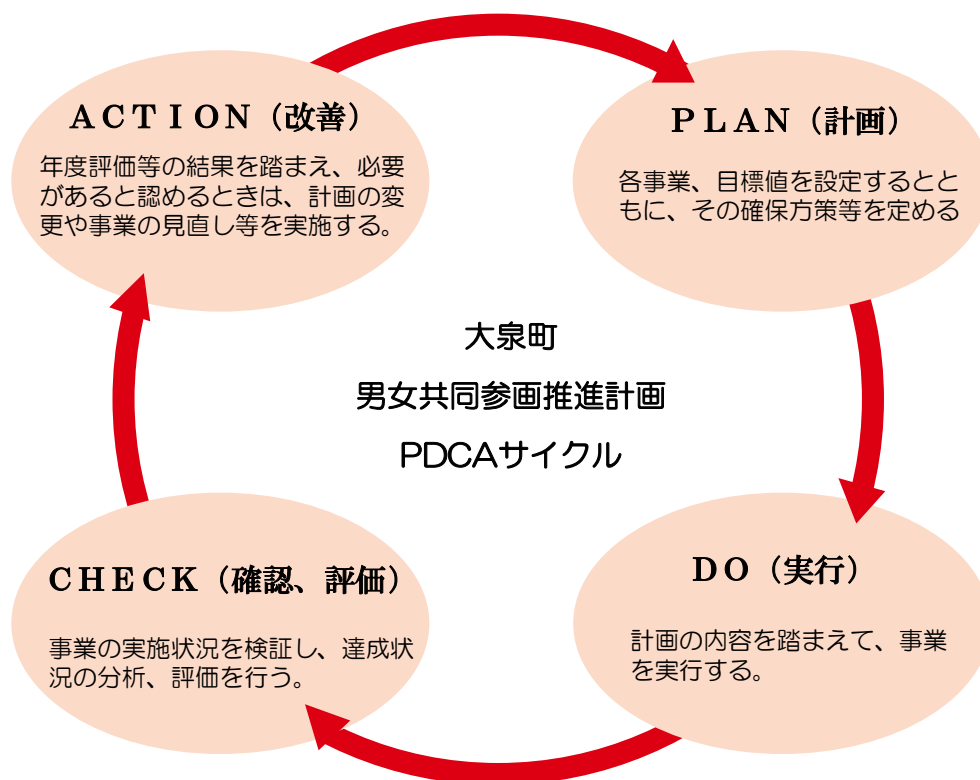 ＡＣＴＩＯＮ（改善）
年度評価等の結果を踏まえ、必要
があると認めるときは、計画の変
更や事業の見直し等を実施する。
ＰＬＡＮ（計画）
各事業、目標値を設定するとと
もに、その確保方策等を定める
大泉町
男女共同参画推進計画
PDCAサイクル
ＣＨＥＣＫ（確認、評価）
事業の実施状況を検証し、達成状
況の分析、評価を行う。
ＤＯ（実行）
計画の内容を踏まえて、事業
を実行する。